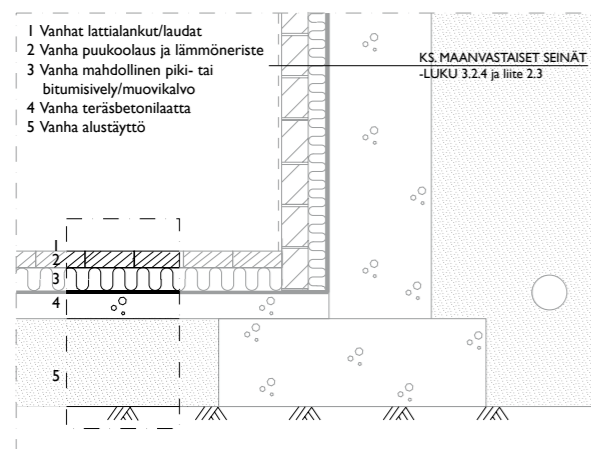 1 Vanhat lattialankut/laudat
2 Vanha puukoolaus ja lämmöneriste
3 Vanha mahdollinen piki- tai
bitumisively/muovikalvo
4 Vanha teräsbetonilaatta
5 Vanha alustäyttö
KS. MAANVASTAISET SEINÄT
-LUKU 3.2.4 ja liite 2.3
1
2
3
4
5